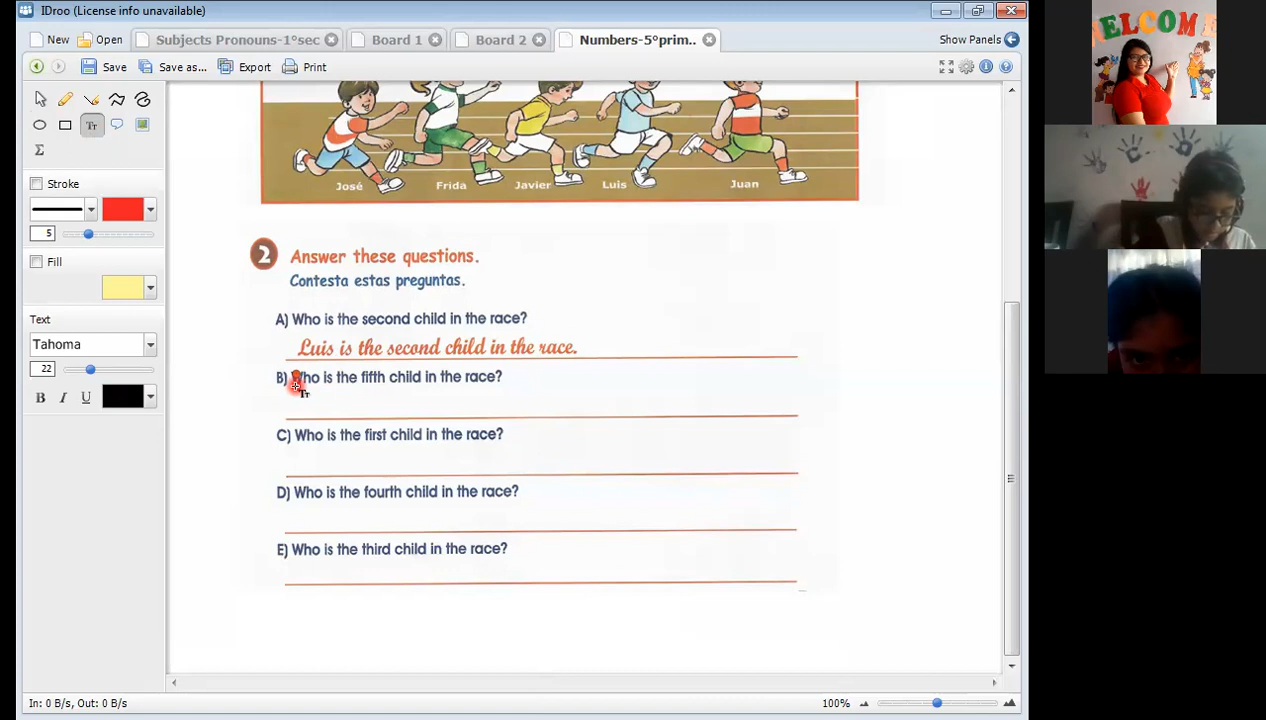 IDroo (License info unavailable)
New Open Subjects Pronouns-1°sec Board 1 Board 2 Numbers-5°prim.. Show Panels
Save Save as... Export Print
Tr
Stroke
5
Fill
Text
Tahoma
22
B I U
José Frida Javier Luis Juan
2 Answer these questions.
Contesta estas preguntas.
A) Who is the second child in the race?
Luis is the second child in the race.
B) Who is the fifth child in the race?
Tr
C) Who is the first child in the race?
D) Who is the fourth child in the race?
E) Who is the third child in the race?
In: 0 B/s, Out: 0 B/s 100%
WELCOME